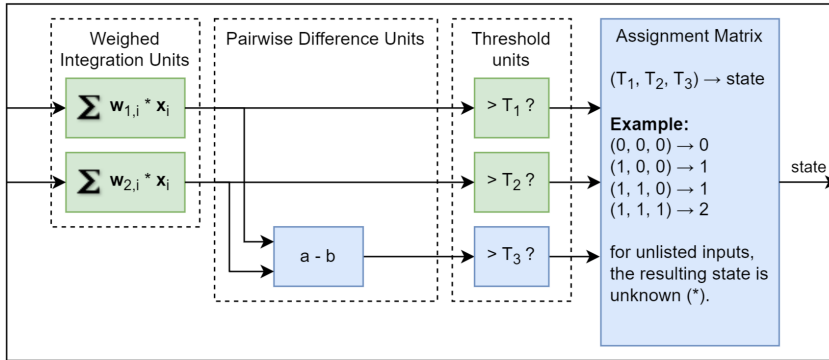 Weighed
Integration Units
Pairwise Difference Units
Threshold
units
Assignment Matrix
∑ w1,i * xi
∑ w2,i * xi
a - b
> T1 ?
> T2 ?
> T3 ?
(T1, T2, T3) → state
Example:
(0, 0, 0) → 0
(1, 0, 0) → 1
(1, 1, 0) → 1
(1, 1, 1) → 2
for unlisted inputs,
the resulting state is
unknown (*).
state